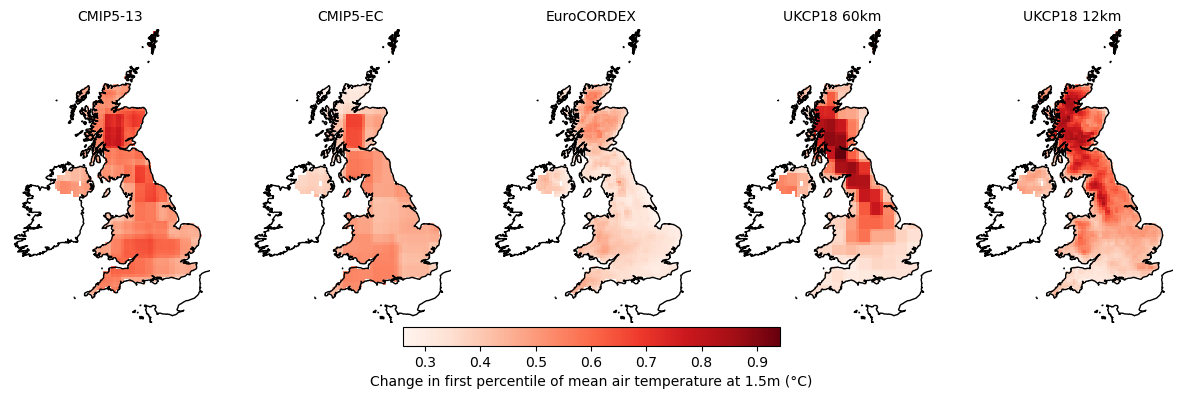 CMIP5-13
CMIP5-EC
EuroCORDEX
UKCP18 60km
UKCP18 12km
0.3 0.4 0.5 0.6 0.7 0.8 0.9
Change in first percentile of mean air temperature at 1.5m (°C)